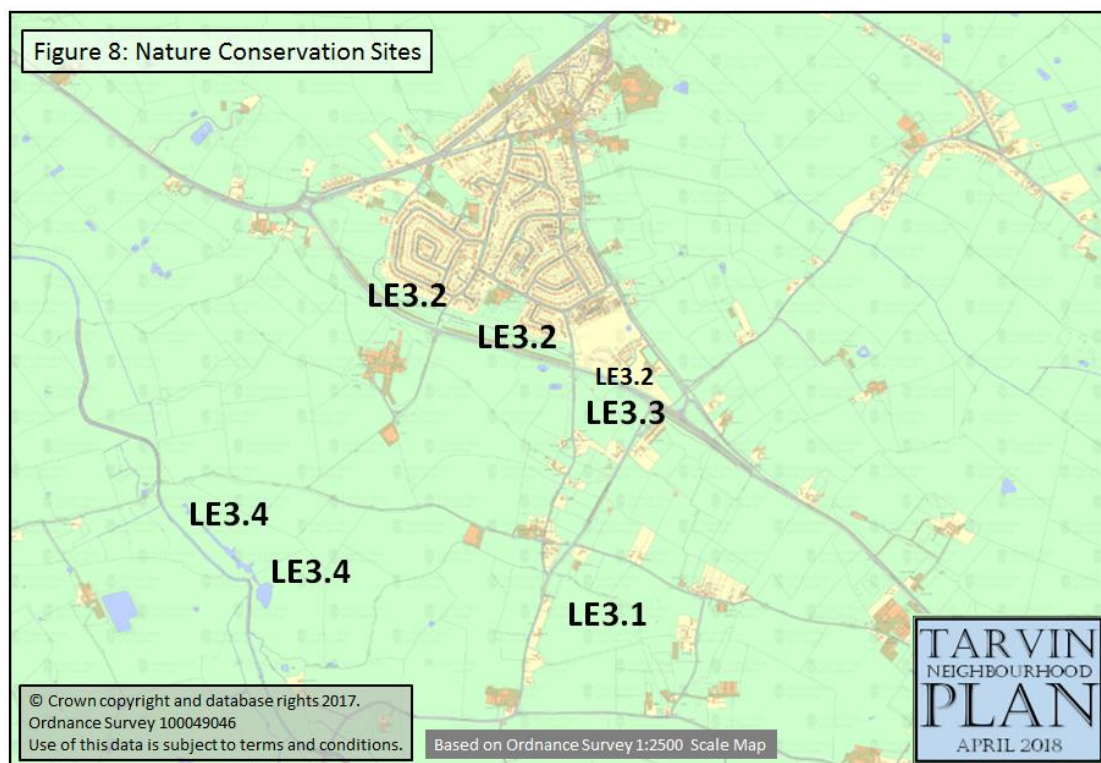 Figure 8: Nature Conservation Sites
LE3.2
LE3.2
LE3.2
LE3.3
LE3.4
LE3.4
LE3.1
© Crown copyright and database rights 2017.
Ordnance Survey 100049046
Use of this data is subject to terms and conditions.
Based on Ordnance Survey 1:2500 Scale Map
TARVIN
NEIGHBOURHOOD
PLAN
APRIL 2018